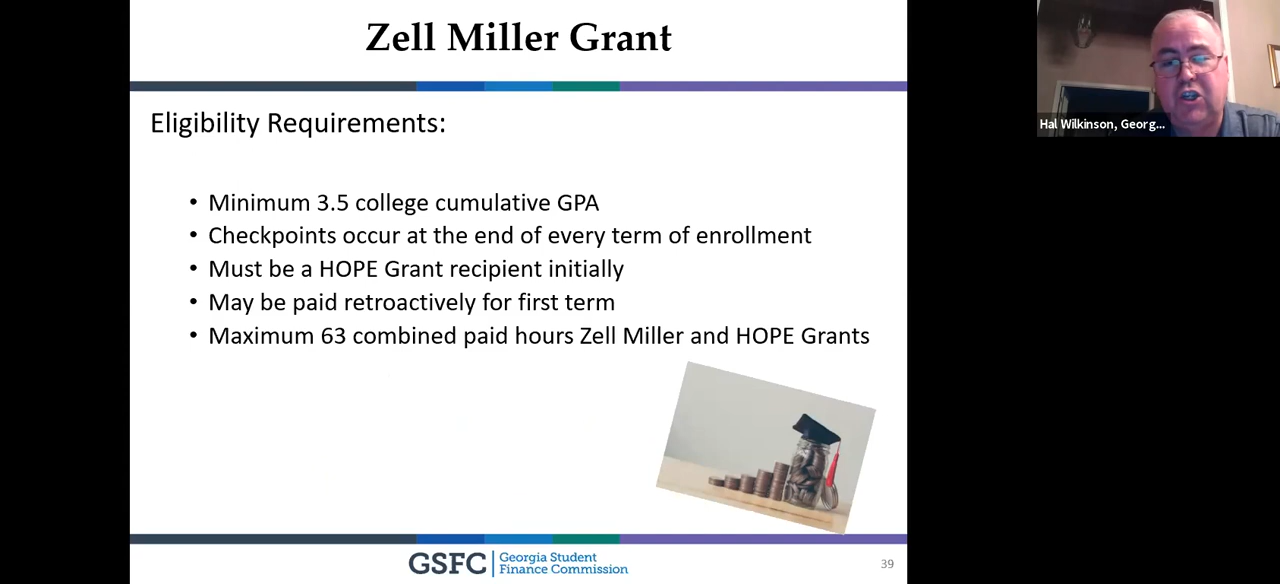 Zell Miller Grant
Eligibility Requirements:
• Minimum 3.5 college cumulative GPA
• Checkpoints occur at the end of every term of enrollment
• Must be a HOPE Grant recipient initially
• May be paid retroactively for first term
• Maximum 63 combined paid hours Zell Miller and HOPE Grants
GSFC
Georgia Student
Finance Commission
39
Hal Wilkinson, Georg...